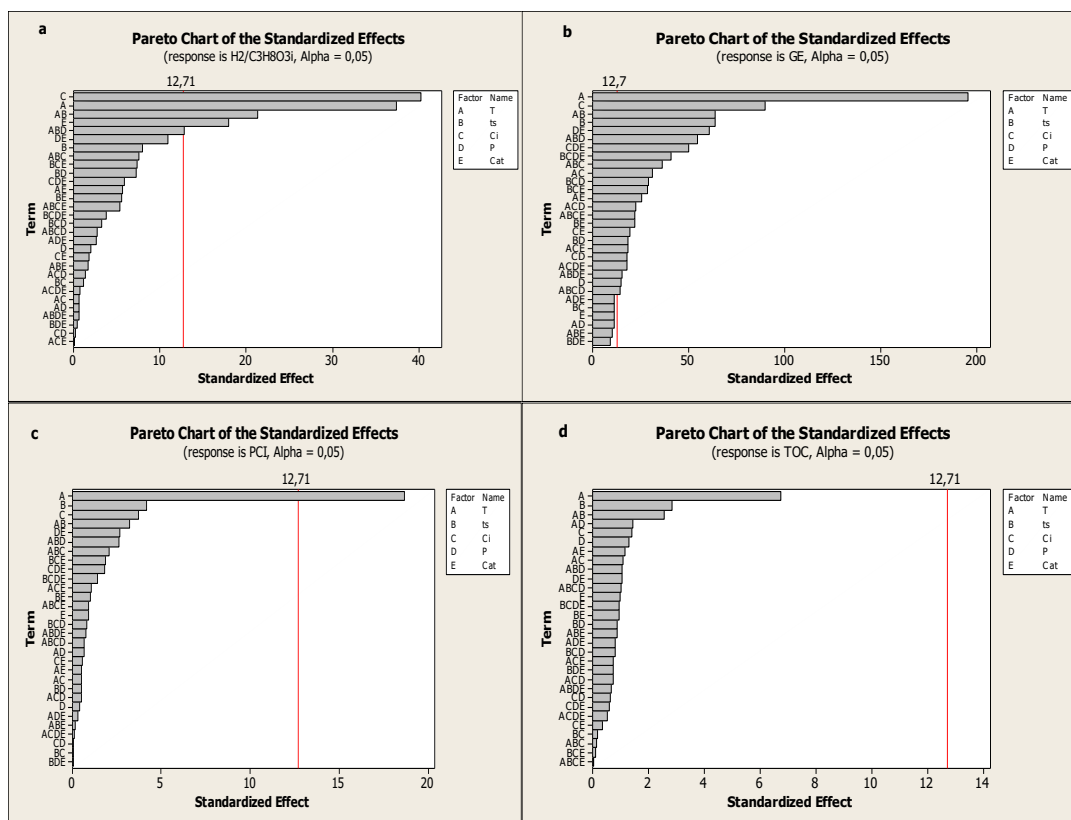 a
Pareto Chart of the Standardized Effects
(response is H2/C3H8O3i, Alpha = 0,05)
12,71
Term
C
A
AB
E
ABD
DE
B
ABC
BCE
BD
CDE
AE
BE
ABCE
BCDE
BCD
ABCD
ADE
D
CE
ABE
ACD
BC
ACDE
AC
AD
ABDE
BDE
CD
ACE
0 10 20 30 40
Standardized Effect
Factor Name
A T
B ts
C Ci
D P
E Cat
b
Pareto Chart of the Standardized Effects
(response is GE, Alpha = 0,05)
12,7
Term
A
C
AB
B
DE
ABD
CDE
BCDE
ABC
AC
BCD
BCE
AE
ACD
ABCE
BE
CE
BD
ACE
CD
ACDE
ABDE
D
ABCD
ADE
BC
E
AD
ABE
BDE
0 50 100 150 200
Standardized Effect
Factor Name
A T
B ts
C Ci
D P
E Cat
c
Pareto Chart of the Standardized Effects
(response is PCI, Alpha = 0,05)
12,71
Term
A
B
C
AB
DE
ABD
ABC
BCE
CDE
BCDE
ACE
BE
ABCE
E
BCD
ABDE
ABCD
AD
CE
AE
AC
BD
ACD
D
ADE
ABE
ACDE
CD
BC
BDE
0 5 10 15 20
Standardized Effect
Factor Name
A T
B ts
C Ci
D P
E Cat
d
Pareto Chart of the Standardized Effects
(response is TOC, Alpha = 0,05)
12,71
Term
A
B
AB
AD
C
D
AE
AC
ABD
DE
ABCD
E
BCDE
BE
BD
ABE
ADE
BCD
ACE
BDE
ACD
ABDE
CD
CDE
ACDE
CE
BC
ABC
BCE
ABCE
0 2 4 6 8 10 12 14
Standardized Effect
Factor Name
A T
B ts
C Ci
D P
E Cat